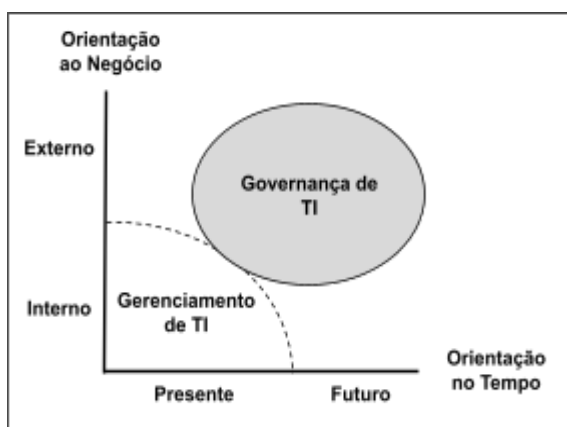 Orientação
ao Negócio
Externo
Governança de
TI
Interno
Gerenciamento
de TI
Orientação
no Tempo
Presente
Futuro